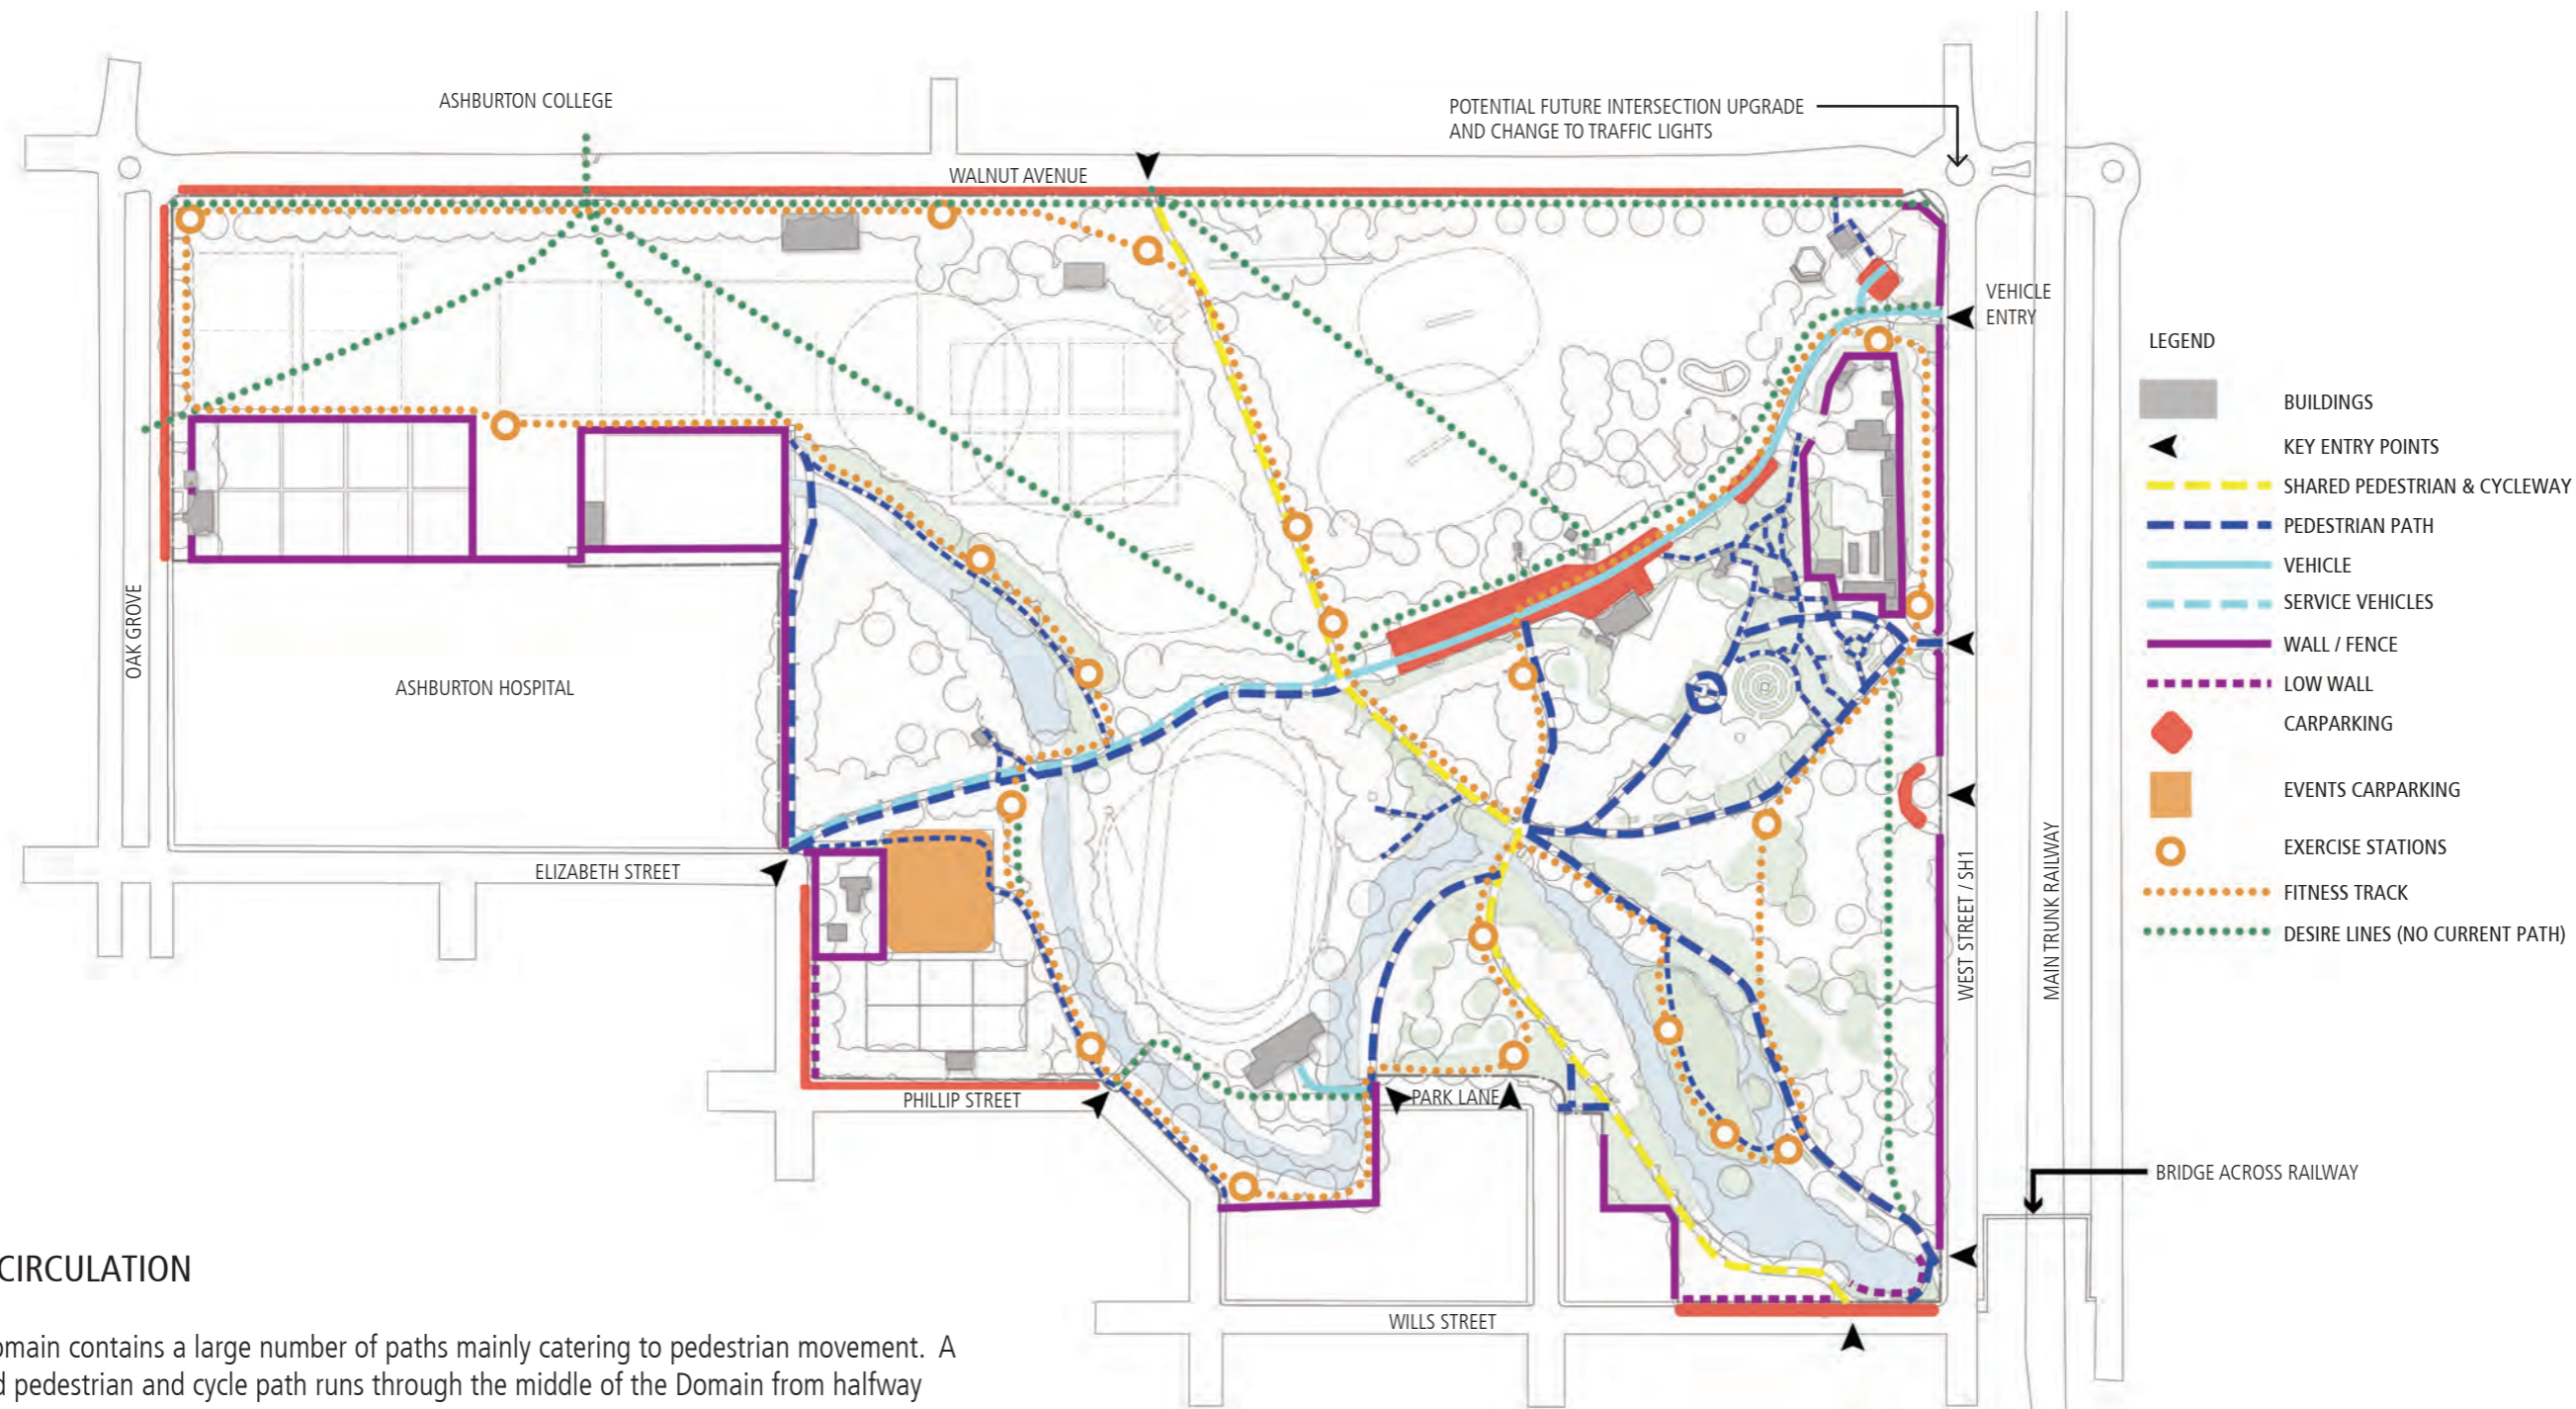 ASHBURTON COLLEGE
POTENTIAL FUTURE INTERSECTION UPGRADE
AND CHANGE TO TRAFFIC LIGHTS
WALNUT AVENUE
VEHICLE
ENTRY
LEGEND
BUILDINGS
KEY ENTRY POINTS
SHARED PEDESTRIAN & CYCLEWAY
PEDESTRIAN PATH
VEHICLE
SERVICE VEHICLES
WALL / FENCE
LOW WALL
CARPARKING
EVENTS CARPARKING
EXERCISE STATIONS
FITNESS TRACK
DESIRE LINES (NO CURRENT PATH)
OAK GROVE
ASHBURTON HOSPITAL
ELIZABETH STREET
WEST STREET / SH1
MAIN TRUNK RAILWAY
PHILLIP STREET
PARK LANE
BRIDGE ACROSS RAILWAY
WILLS STREET
CIRCULATION
omain contains a large number of paths mainly catering to pedestrian movement. A
d pedestrian and cycle path runs through the middle of the Domain from halfway